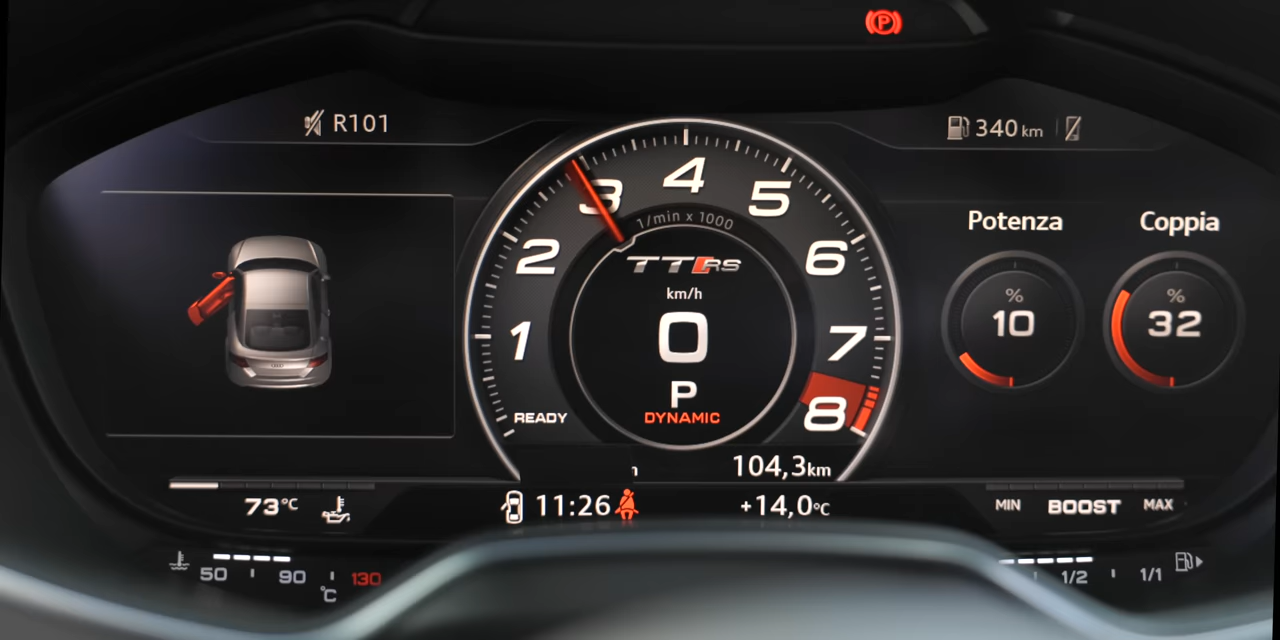 P
R101
340 km
1 2 3 4 5 6 7 8
1/min x 1000
TTRS
km/h
0
P
DYNAMIC
READY
Potenza
%
10
Coppia
%
32
104,3km
73°C
11:26
+14,0°C
MIN BOOST MAX
50 90 130
°C
1/2 1/1